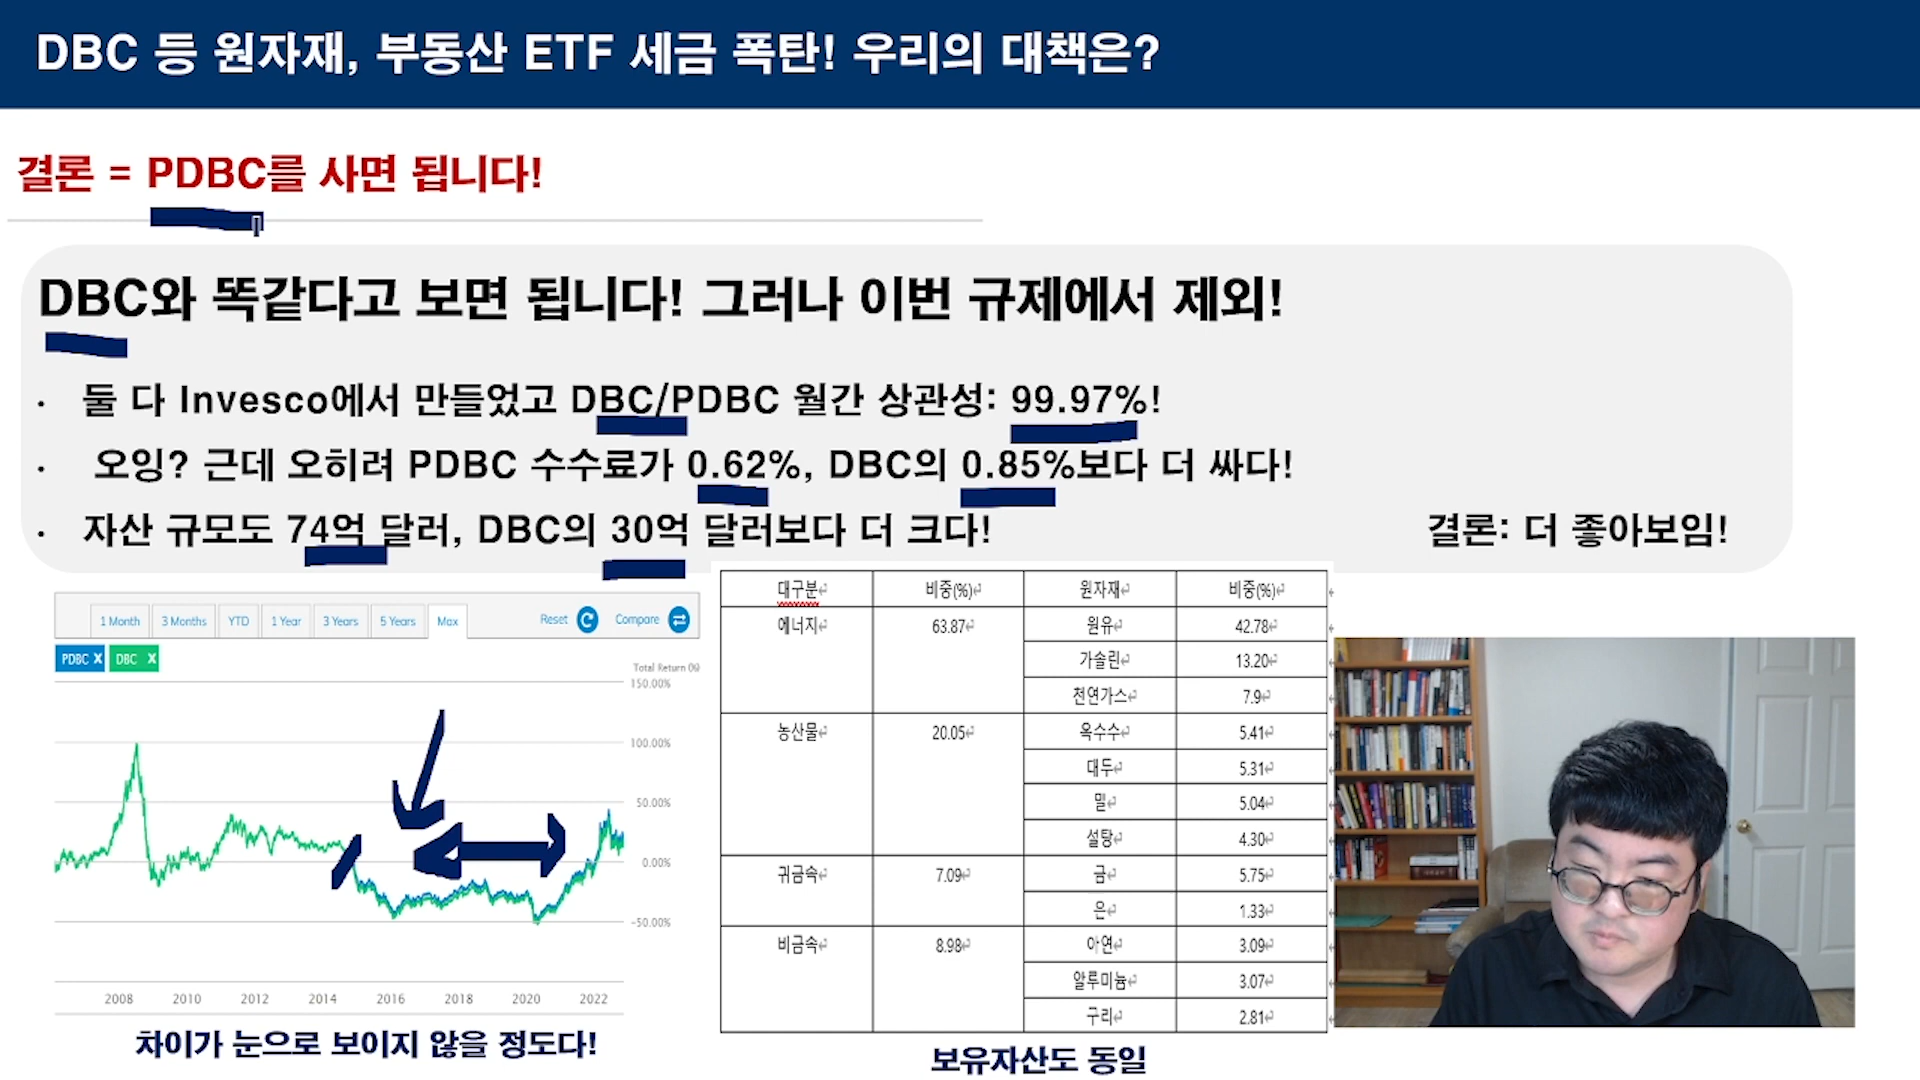 DBC 등 원자재, 부동산 ETF 세금 폭탄! 우리의 대책은?
결론 = PDBC를 사면 됩니다!
DBC와 똑같다고 보면 됩니다! 그러나 이번 규제에서 제외!
· 둘 다 Invesco에서 만들었고 DBC/PDBC 월간 상관성: 99.97%!
· 오잉? 근데 오히려 PDBC 수수료가 0.62%, DBC의 0.85%보다 더 싸다!
· 자산 규모도 74억 달러, DBC의 30억 달러보다 더 크다!
결론: 더 좋아보임!
1 Month 3 Months YTD 1 Year 3 Years 5 Years Max Reset Compare
PDBC X DBC X
Total Return (%)
150.00%
100.00%
50.00%
0.00%
-50.00%
2008 2010 2012 2014 2016 2018 2020 2022
차이가 눈으로 보이지 않을 정도다!
대구분 비중(%) 원자재 비중(%)
에너지 63.87 원유 42.78
가솔린 13.20
천연가스 7.9
농산물 20.05 옥수수 5.41
대두 5.31
밀 5.04
설탕 4.30
귀금속 7.09 금 5.75
은 1.33
비금속 8.98 아연 3.09
알루미늄 3.07
구리 2.81
보유자산도 동일